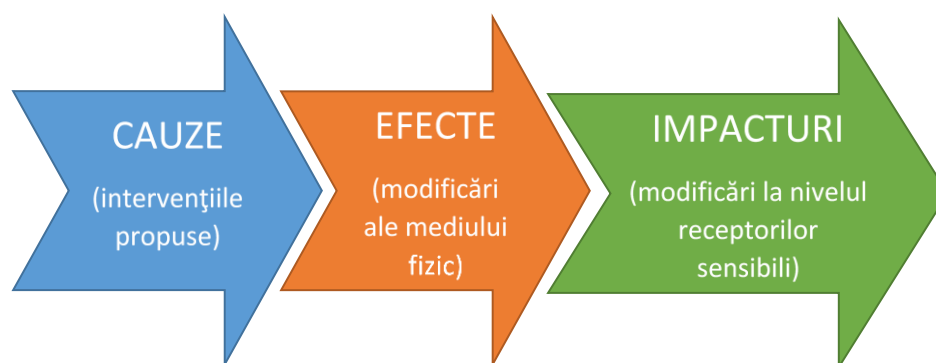 CAUZE
(intervenţiile
propuse)
EFECTE
(modificări
ale mediului
fizic)
IMPACTURI
(modificări la nivelul
receptorilor
sensibili)